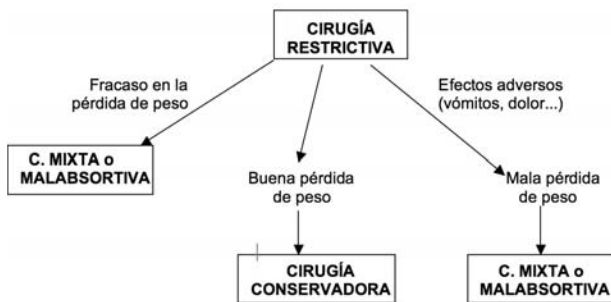 CIRUGÍA
RESTRICTIVA
Fracaso en la
pérdida de peso
Efectos adversos
(vómitos, dolor...)
C. MIXTA o
MALABSORTIVA
Buena pérdida
de peso
Mala pérdida
de peso
CIRUGÍA
CONSERVADORA
C. MIXTA o
MALABSORTIVA